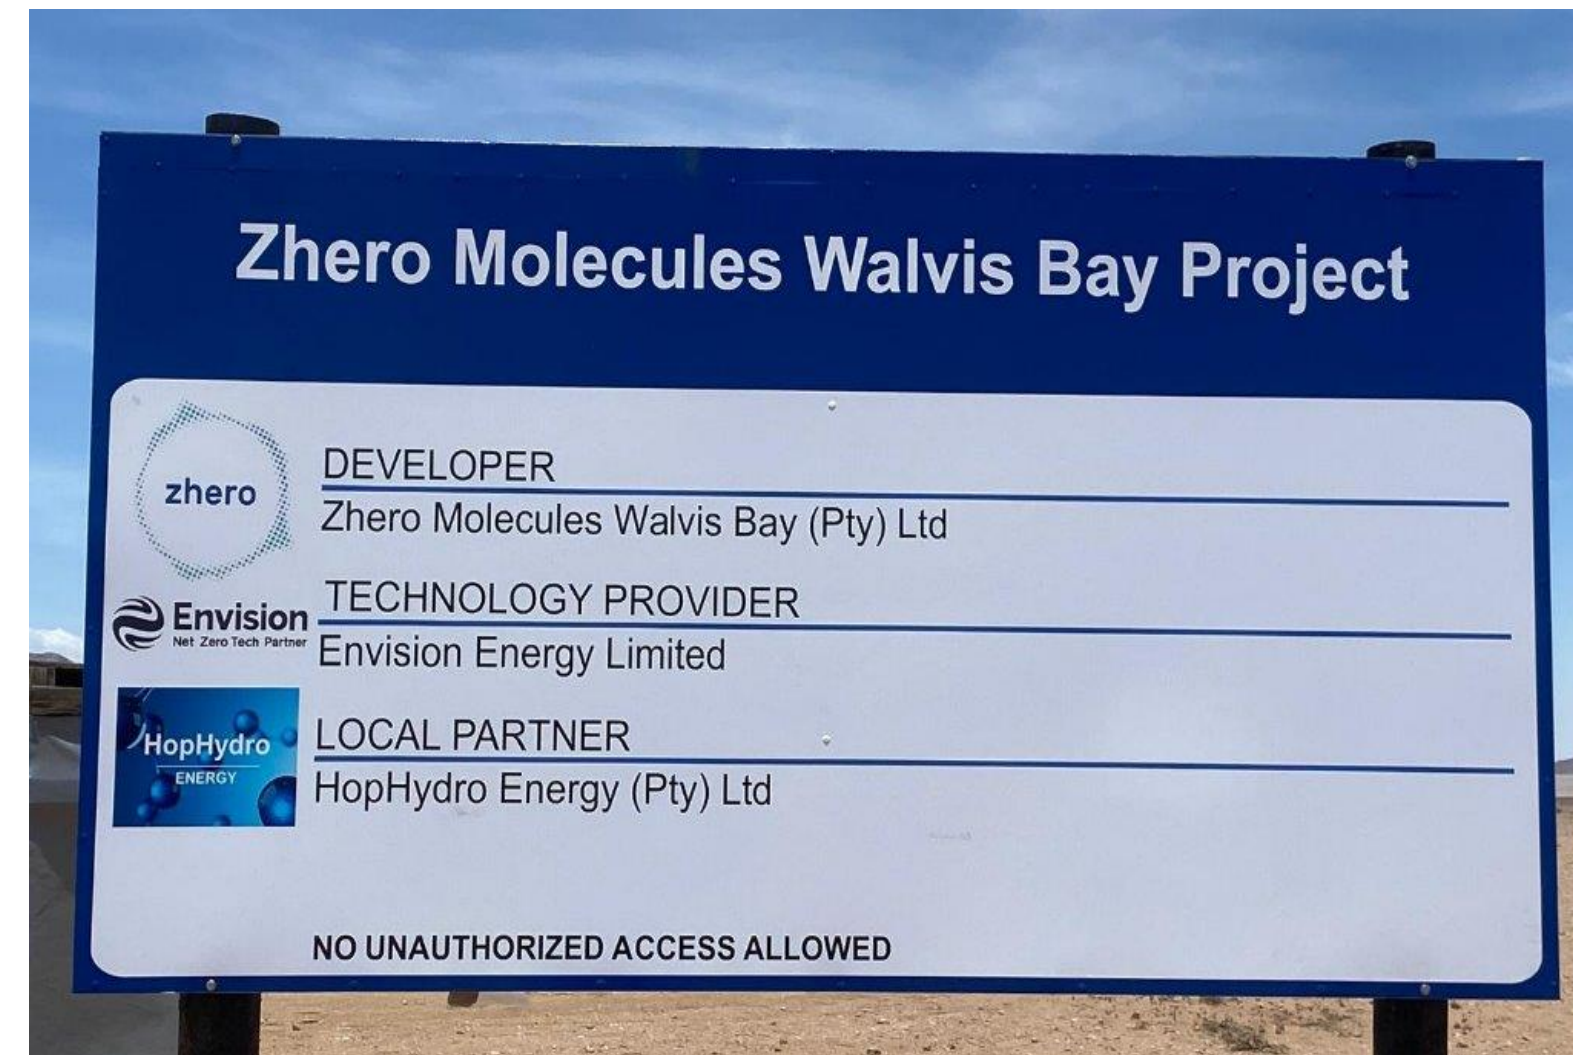 Zhero Molecules Walvis Bay Project
zhero
DEVELOPER
Zhero Molecules Walvis Bay (Pty) Ltd
Envision
Net Zero Tech Partner
TECHNOLOGY PROVIDER
Envision Energy Limited
HopHydro
ENERGY
LOCAL PARTNER
HopHydro Energy (Pty) Ltd
NO UNAUTHORIZED ACCESS ALLOWED